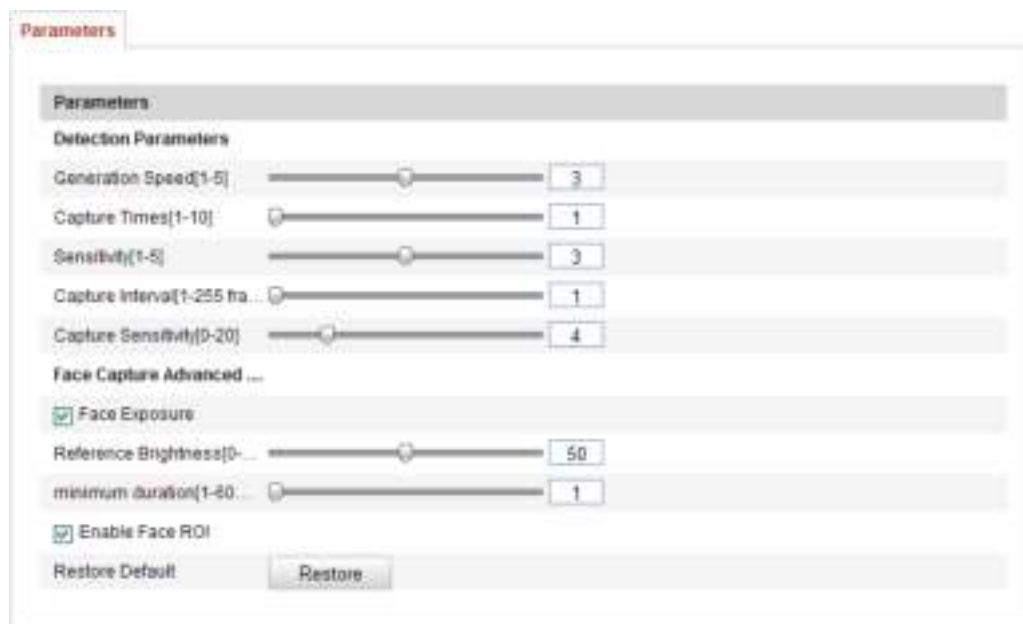 Parameters
Parameters
Detection Parameters
Generation Speed[1-5] 3
Capture Times[1-10] 1
Sensitivity[1-5] 3
Capture Interval[1-255 fra... 1
Capture Sensitivity[0-20] 4
Face Capture Advanced ...
Face Exposure
Reference Brightness[0-... 50
minimum duration[1-60... 1
Enable Face ROI
Restore Default Restore